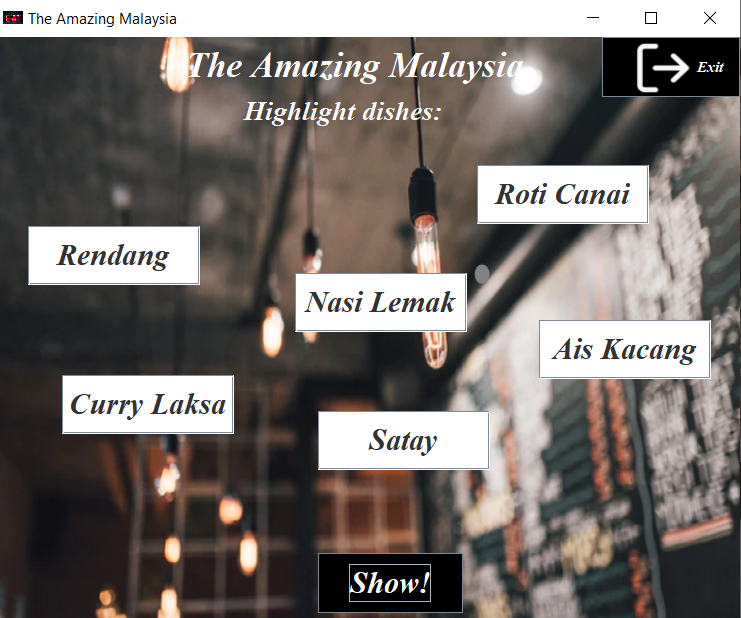 The Amazing Malaysia
The Amazing Malaysia
Exit
Highlight dishes:
Roti Canai
Rendang
Nasi Lemak
Ais Kacang
Curry Laksa
Satay
Show!